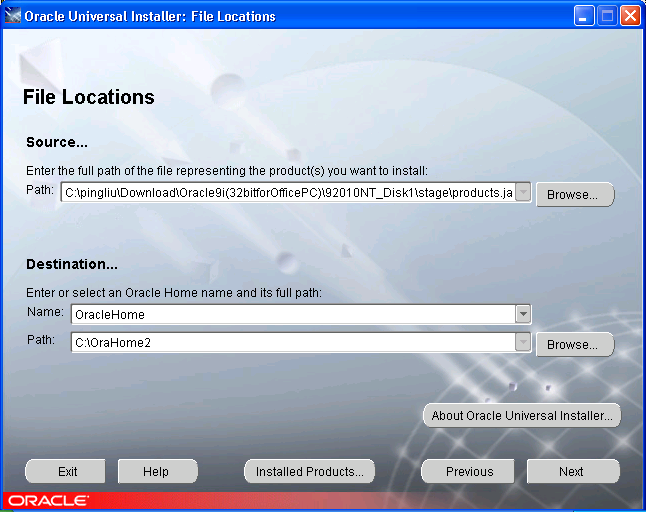 Oracle Universal Installer: File Locations
File Locations
Source...
Enter the full path of the file representing the product(s) you want to install:
Path: C:\pingliu\Download\Oracle9i(32bitforOfficePC)\92010NT_Disk1\stage\products.ja Browse...
Destination...
Enter or select an Oracle Home name and its full path:
Name: OracleHome
Path: C:\OraHome2 Browse...
About Oracle Universal Installer...
Exit Help Installed Products... Previous Next
ORACLE